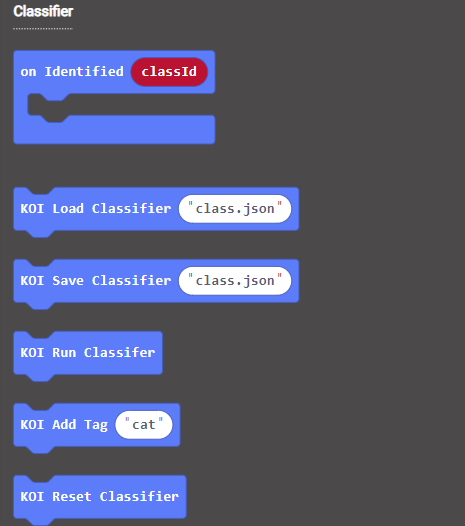 Classifier
on Identified classId
KOI Load Classifier "class.json"
KOI Save Classifier "class.json"
KOI Run Classifer
KOI Add Tag "cat"
KOI Reset Classifier